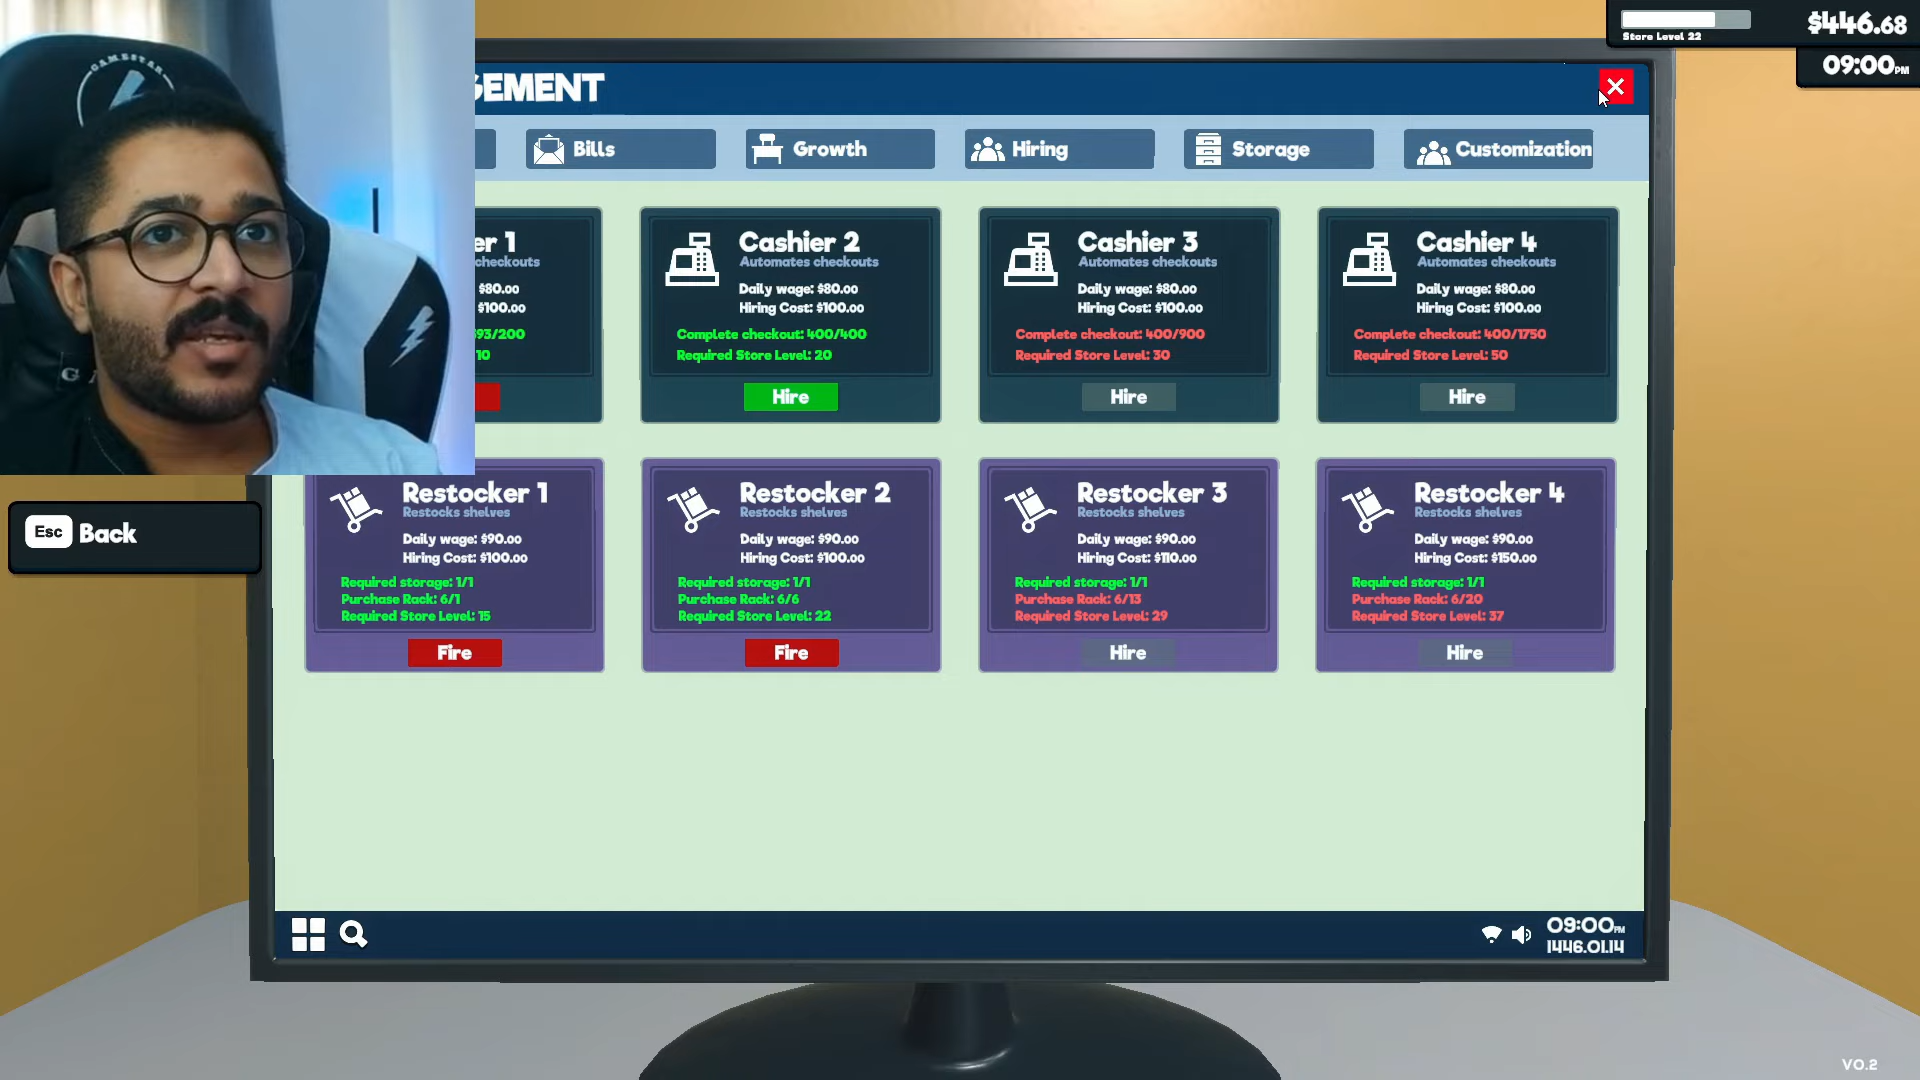 $446.68
Store Level 22
09:00PM
GAMESTAR
GEMENT
Bills
Growth
Hiring
Storage
Customization
er 1
checkouts
$80.00
$100.00
93/200
10
Cashier 2
Automates checkouts
Daily wage: $80.00
Hiring Cost: $100.00
Complete checkout: 400/400
Required Store Level: 20
Hire
Cashier 3
Automates checkouts
Daily wage: $80.00
Hiring Cost: $100.00
Complete checkout: 400/900
Required Store Level: 30
Hire
Cashier 4
Automates checkouts
Daily wage: $80.00
Hiring Cost: $100.00
Complete checkout: 400/1750
Required Store Level: 50
Hire
Esc Back
Restocker 1
Restocks shelves
Daily wage: $90.00
Hiring Cost: $100.00
Required storage: 1/1
Purchase Rack: 6/1
Required Store Level: 15
Fire
Restocker 2
Restocks shelves
Daily wage: $90.00
Hiring Cost: $100.00
Required storage: 1/1
Purchase Rack: 6/6
Required Store Level: 22
Fire
Restocker 3
Restocks shelves
Daily wage: $90.00
Hiring Cost: $110.00
Required storage: 1/1
Purchase Rack: 6/13
Required Store Level: 29
Hire
Restocker 4
Restocks shelves
Daily wage: $90.00
Hiring Cost: $150.00
Required storage: 1/1
Purchase Rack: 6/20
Required Store Level: 37
Hire
09:00PM
1446.01.14
V0.2